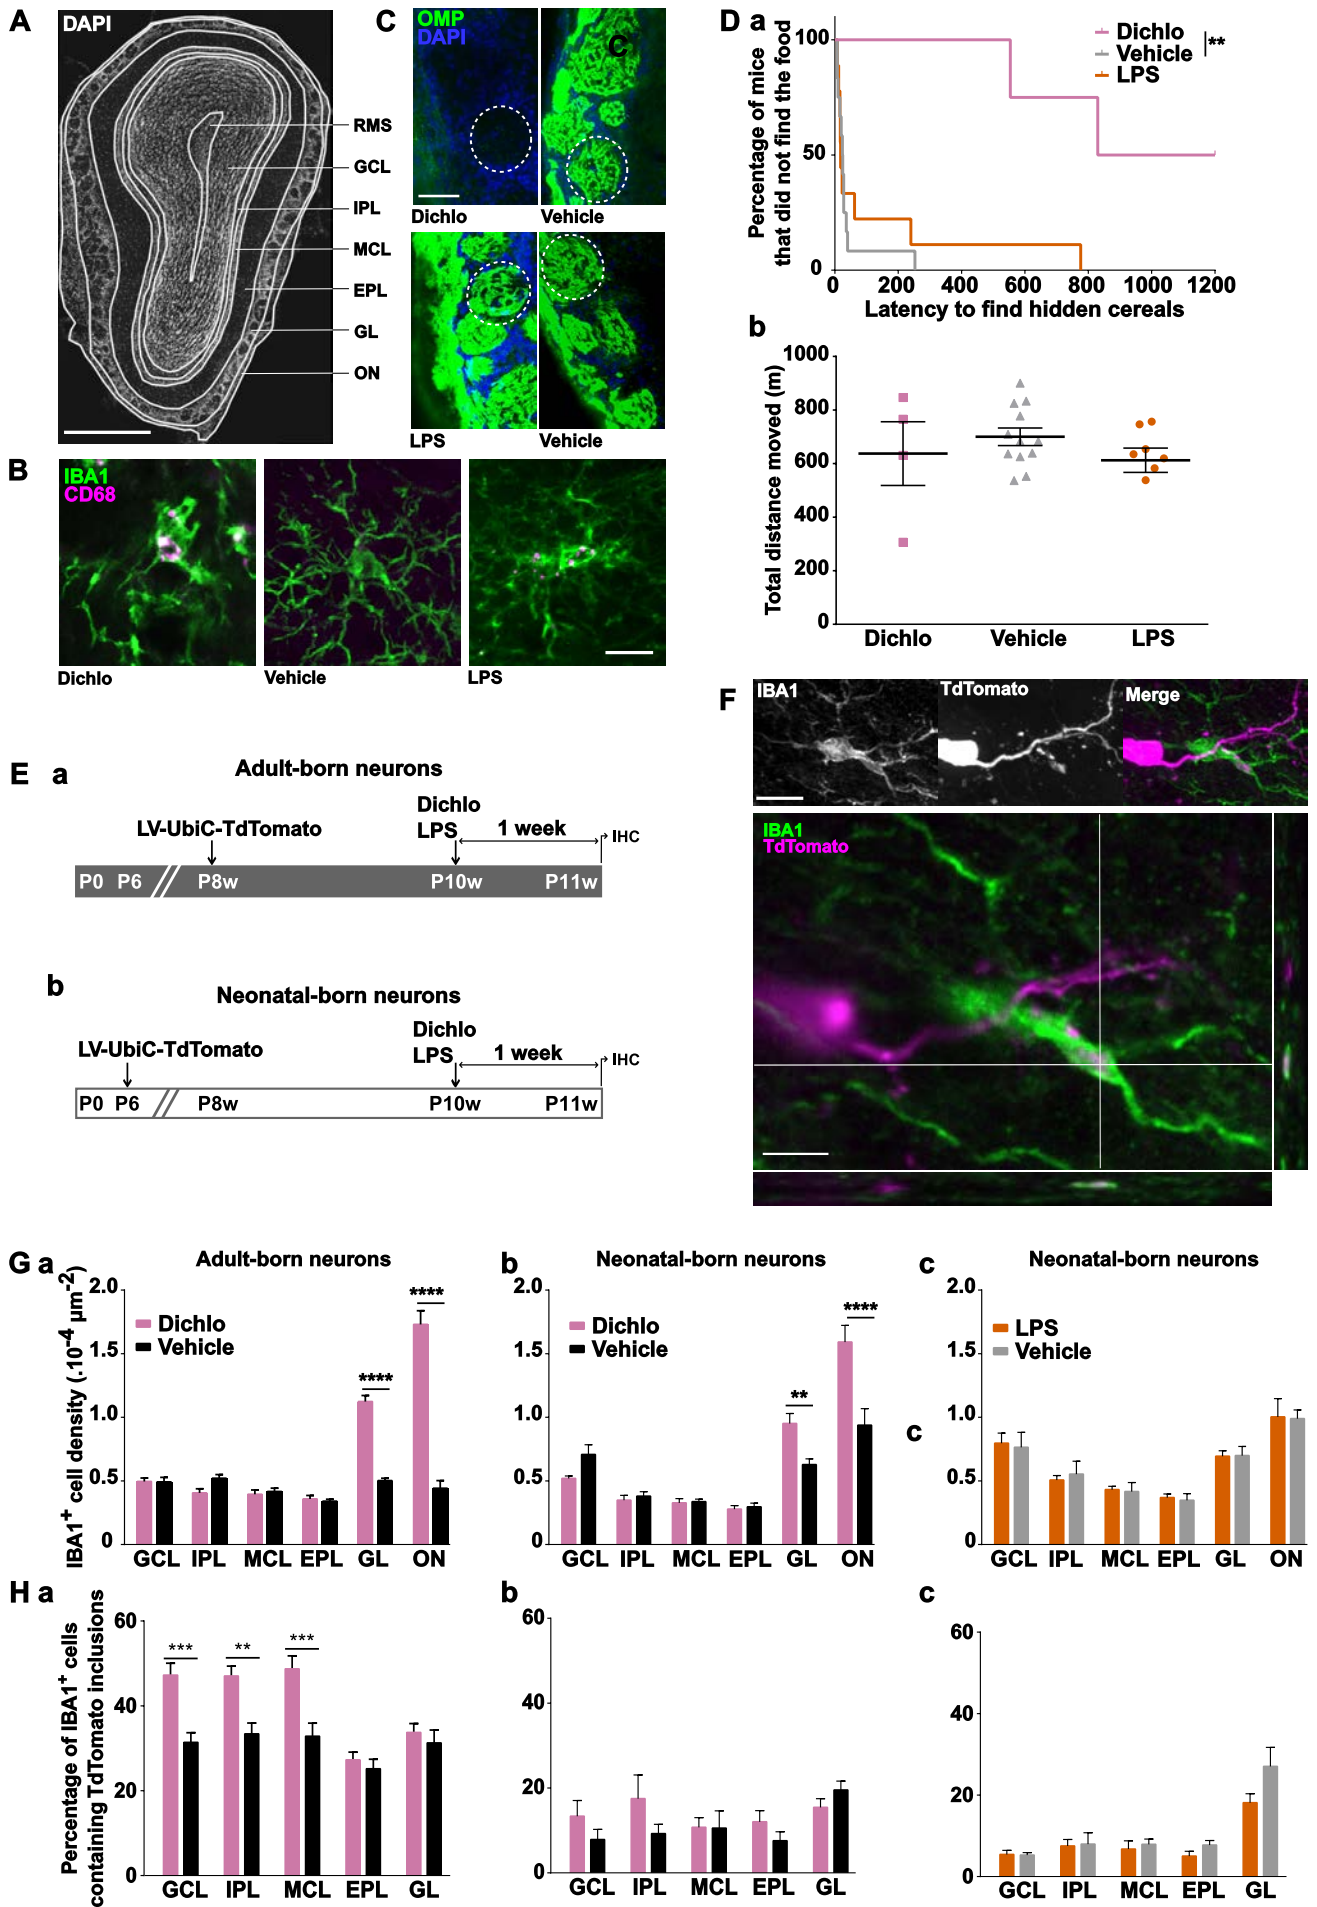 A
DAPI
RMS
GCL
IPL
MCL
EPL
GL
ON
B
IBA1
CD68
Dichlo
Vehicle
LPS
C
OMP
DAPI
C
Dichlo
Vehicle
LPS
Vehicle
D a
Percentage of mice
that did not find the food
100
50
0
0 200 400 600 800 1000 1200
Latency to find hidden cereals
Dichlo
Vehicle
LPS
**
b
Total distance moved (m)
1000
800
600
400
200
0
Dichlo Vehicle LPS
E a
Adult-born neurons
LV-UbiC-TdTomato
Dichlo
LPS
1 week
IHC
P0 P6 P8w P10w P11w
b
Neonatal-born neurons
LV-UbiC-TdTomato
Dichlo
LPS
1 week
IHC
P0 P6 P8w P10w P11w
F
IBA1
TdTomato
Merge
IBA1
TdTomato
G a
Adult-born neurons
IBA1+ cell density (.10-4 µm-2)
2.0
1.5
1.0
0.5
0
Dichlo
Vehicle
****
****
GCL IPL MCL EPL GL ON
b
Neonatal-born neurons
2.0
1.5
1.0
0.5
0
Dichlo
Vehicle
**
****
GCL IPL MCL EPL GL ON
c
Neonatal-born neurons
c
2.0
1.5
1.0
0.5
0
LPS
Vehicle
GCL IPL MCL EPL GL ON
H a
Percentage of IBA1+ cells
containing TdTomato inclusions
60
40
20
0
***
**
***
GCL IPL MCL EPL GL
b
60
40
20
0
GCL IPL MCL EPL GL
c
60
40
20
0
GCL IPL MCL EPL GL